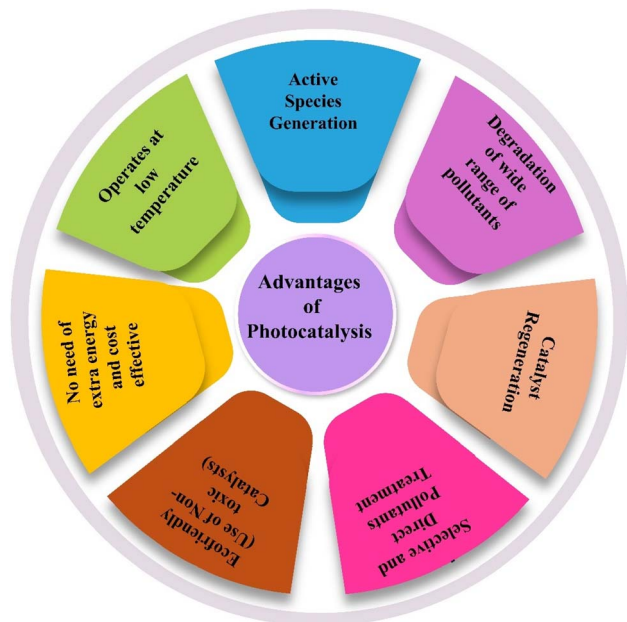 Active
Species
Generation
Degradation
of wide
range of
pollutants
Catalyst
Regeneration
Selective and
Direct
Pollutants
Treatment
Ecofriendly
(Use of Non-
toxic
Catalysts)
No need of
extra energy
and cost
effective
Operates at
low
temperature
Advantages
of
Photocatalysis